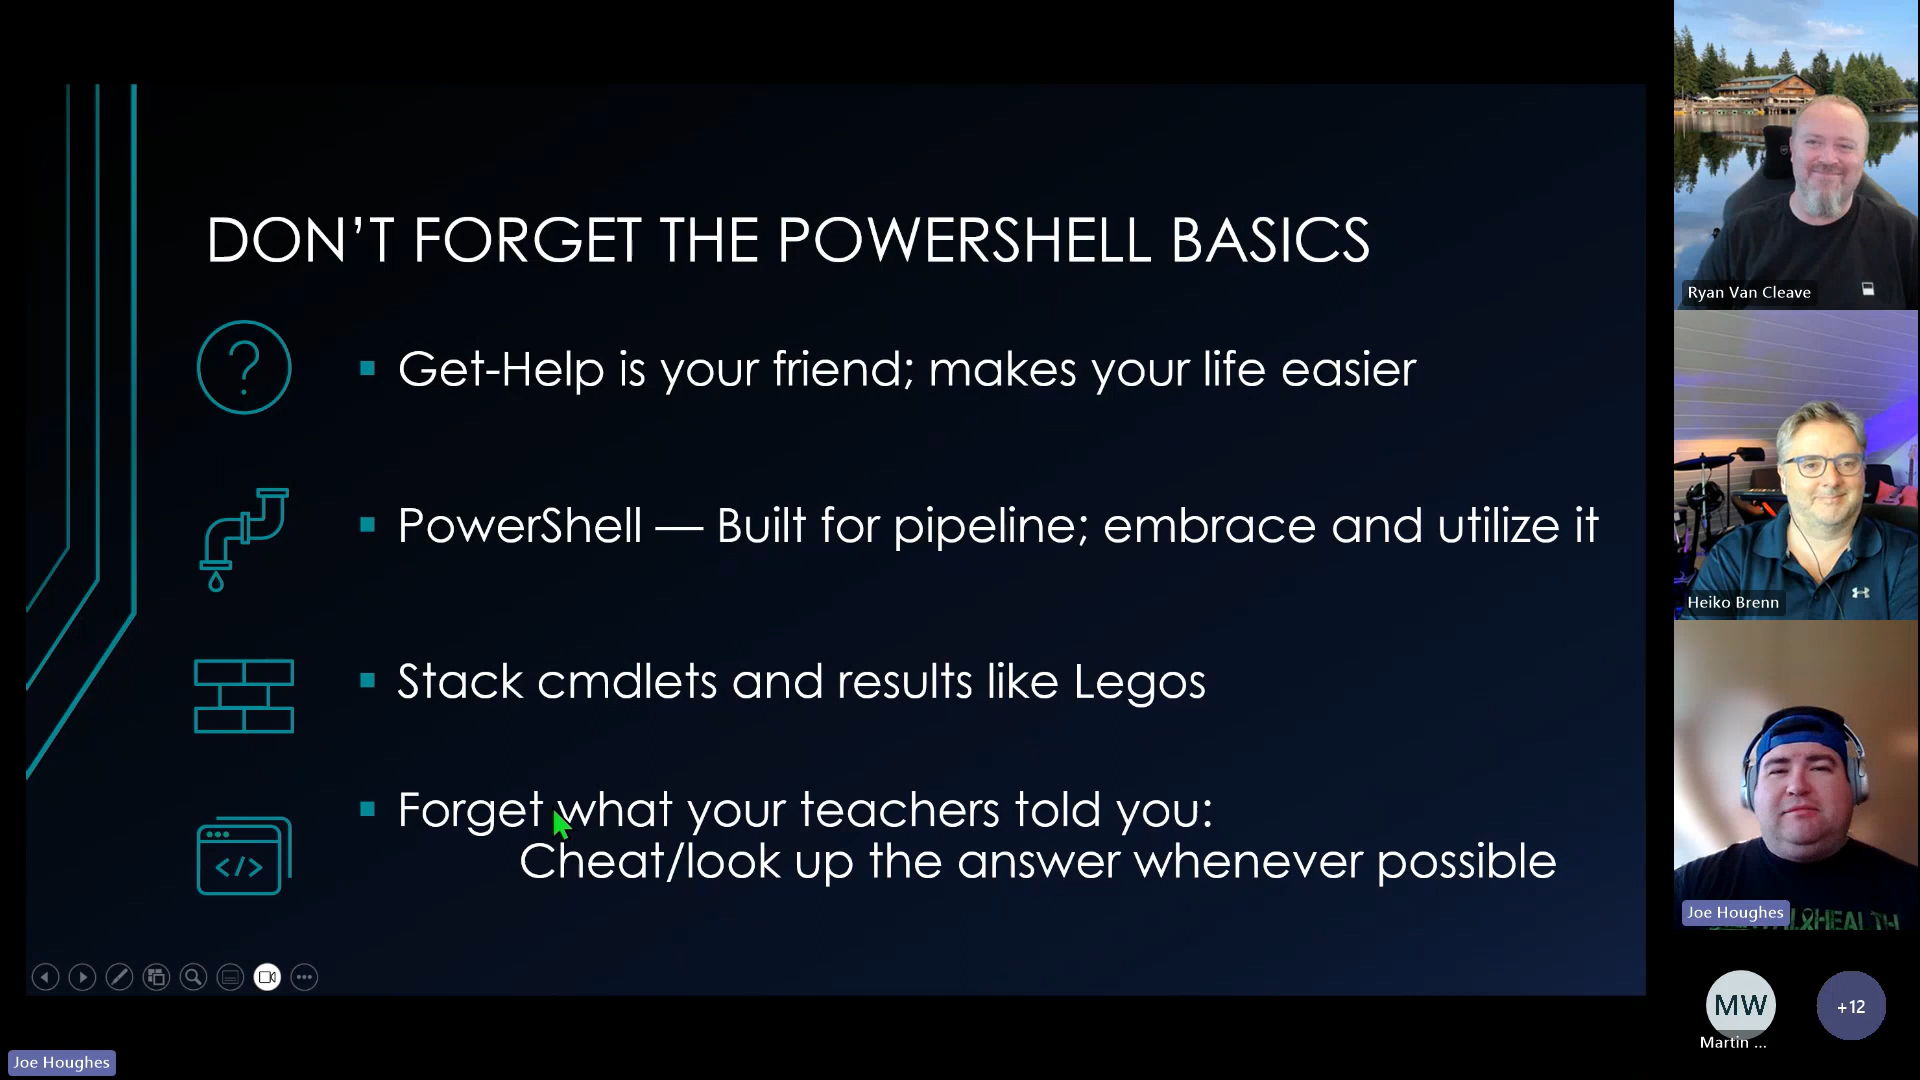 DON’T FORGET THE POWERSHELL BASICS
?
Get-Help is your friend; makes your life easier
PowerShell — Built for pipeline; embrace and utilize it
Stack cmdlets and results like Legos
Forget what your teachers told you:
Cheat/look up the answer whenever possible
</>
Ryan Van Cleave
Heiko Brenn
Joe Houghes
MW
Martin ...
+12
Joe Houghes